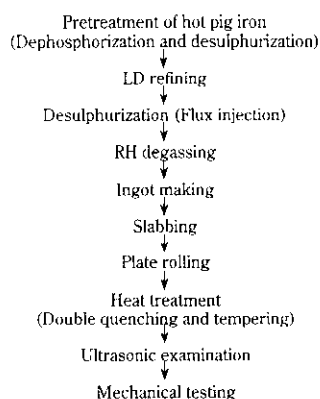 Pretreatment of hot pig iron
(Dephosphorization and desulphurization)
LD refining
Desulphurization (Flux injection)
RH degassing
Ingot making
Slabbing
Plate rolling
Heat treatment
(Double quenching and tempering)
Ultrasonic examination
Mechanical testing